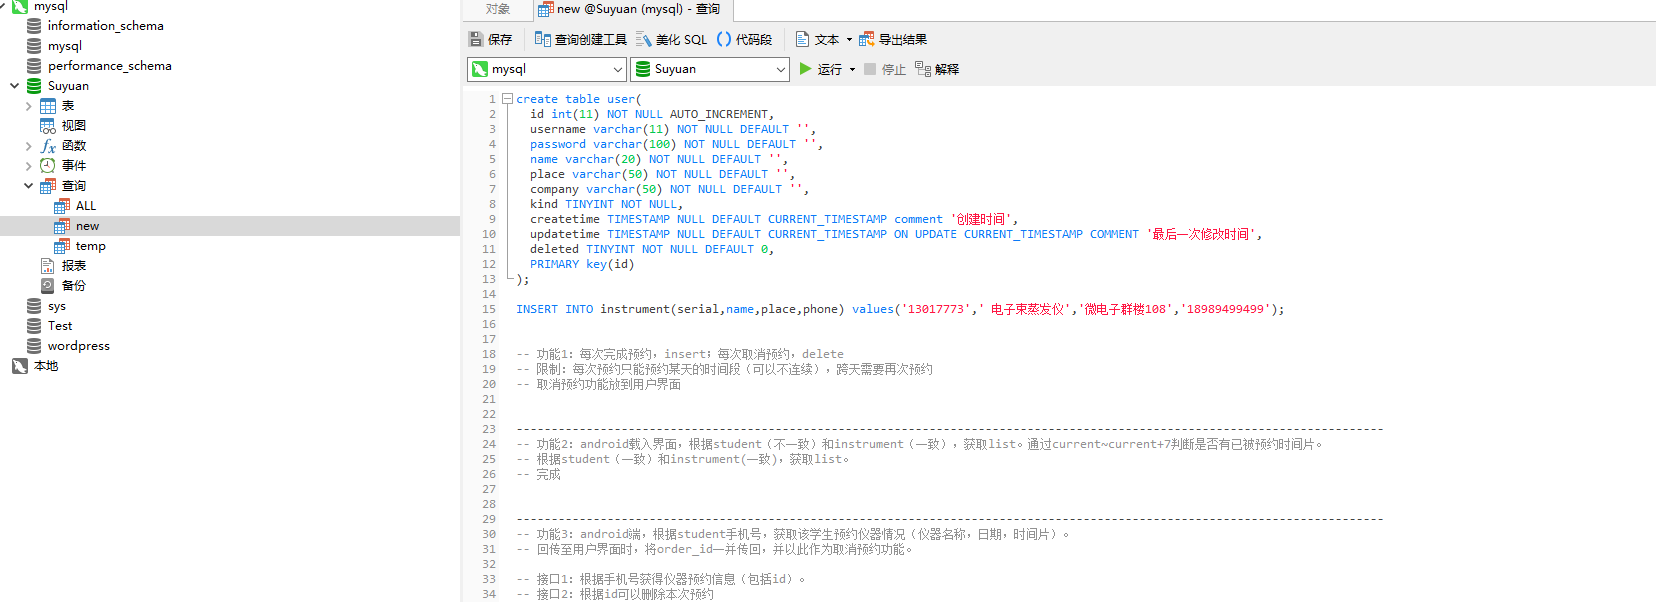 mysql
information_schema
mysql
performance_schema
Suyuan
表
视图
函数
事件
查询
ALL
new
temp
报表
备份
sys
Test
wordpress
本地
对象
new @Suyuan (mysql) - 查询
保存 查询创建工具 美化 SQL 代码段 文本 导出结果
mysql Suyuan 运行 停止 解释
1 create table user(
2 id int(11) NOT NULL AUTO_INCREMENT,
3 username varchar(11) NOT NULL DEFAULT '',
4 password varchar(100) NOT NULL DEFAULT '',
5 name varchar(20) NOT NULL DEFAULT '',
6 place varchar(50) NOT NULL DEFAULT '',
7 company varchar(50) NOT NULL DEFAULT '',
8 kind TINYINT NOT NULL,
9 createtime TIMESTAMP NULL DEFAULT CURRENT_TIMESTAMP comment '创建时间',
10 updatetime TIMESTAMP NULL DEFAULT CURRENT_TIMESTAMP ON UPDATE CURRENT_TIMESTAMP COMMENT '最后一次修改时间',
11 deleted TINYINT NOT NULL DEFAULT 0,
12 PRIMARY key(id)
13 );
14
15 INSERT INTO instrument(serial,name,place,phone) values('13017773',' 电子束蒸发仪','微电子群楼108','18989499499');
16
17
18 -- 功能1：每次完成预约，insert；每次取消预约，delete
19 -- 限制：每次预约只能预约某天的时间段（可以不连续），跨天需要再次预约
20 -- 取消预约功能放到用户界面
21
22
23 ----------------------------------------------------------------------------------------------------------------------------
24 -- 功能2：android载入界面，根据student（不一致）和instrument（一致），获取list。通过current~current+7判断是否有已被预约时间片。
25 -- 根据student（一致）和instrument(一致)，获取list。
26 -- 完成
27
28
29 ----------------------------------------------------------------------------------------------------------------------------
30 -- 功能3：android端，根据student手机号，获取该学生预约仪器情况（仪器名称，日期，时间片）。
31 -- 回传至用户界面时，将order_id一并传回，并以此作为取消预约功能。
32
33 -- 接口1：根据手机号获得仪器预约信息（包括id）。
34 -- 接口2：根据id可以删除本次预约